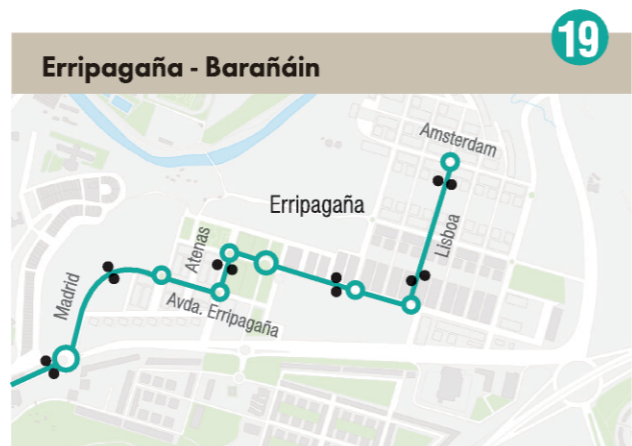 19
Erripagaña - Barañáin
Amsterdam
Erripagaña
Lisboa
Atenas
Madrid
Avda. Erripagaña